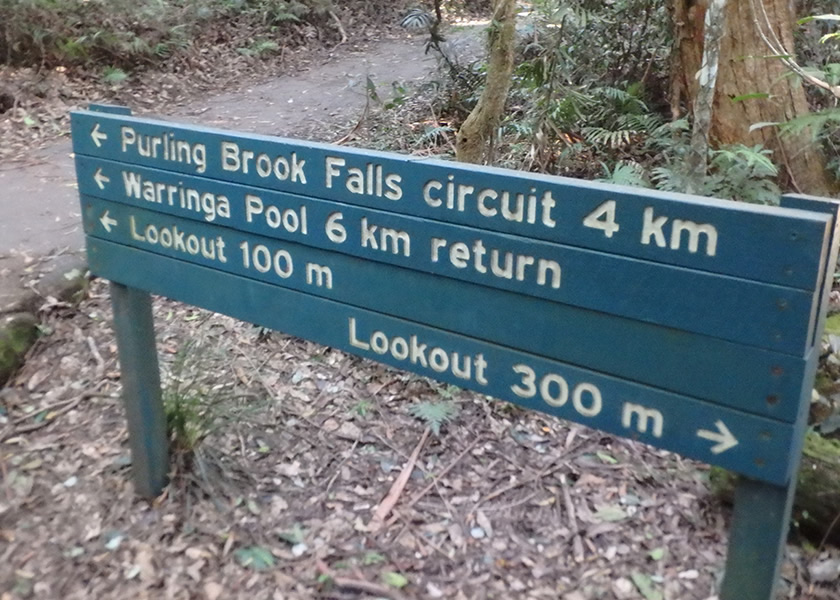 ← Purling Brook Falls circuit 4 km
← Warringa Pool 6 km return
← Lookout 100 m
Lookout 300 m →